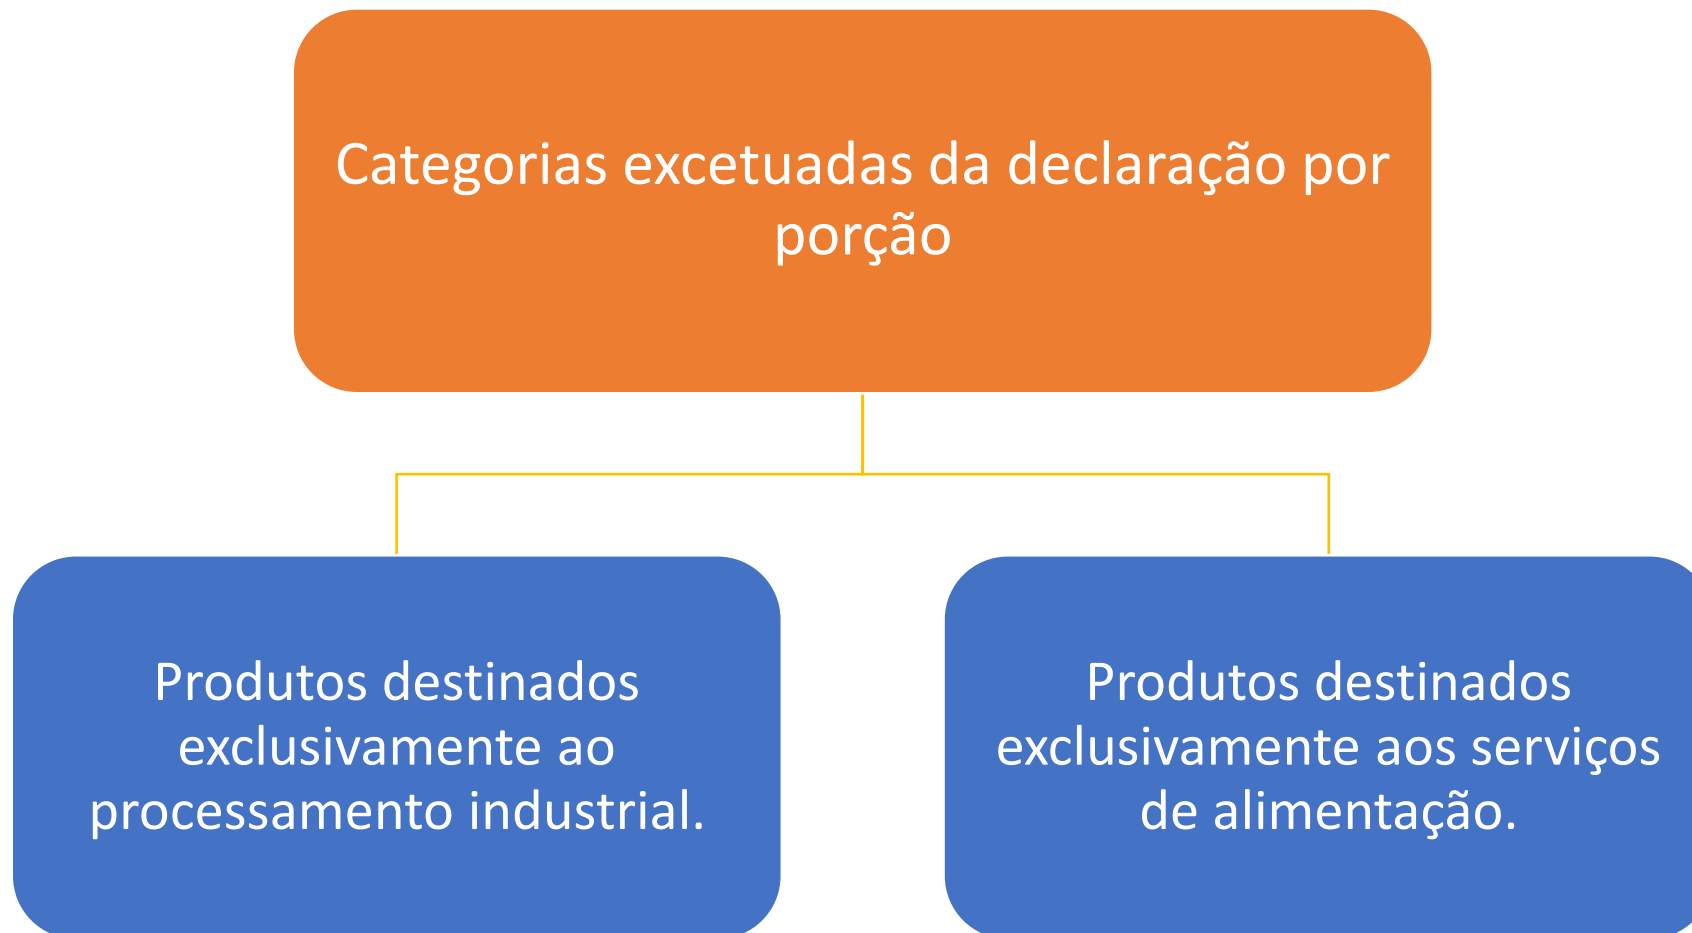 Categorias excetuadas da declaração por
porção
Produtos destinados
exclusivamente ao
processamento industrial.
Produtos destinados
exclusivamente aos serviços
de alimentação.